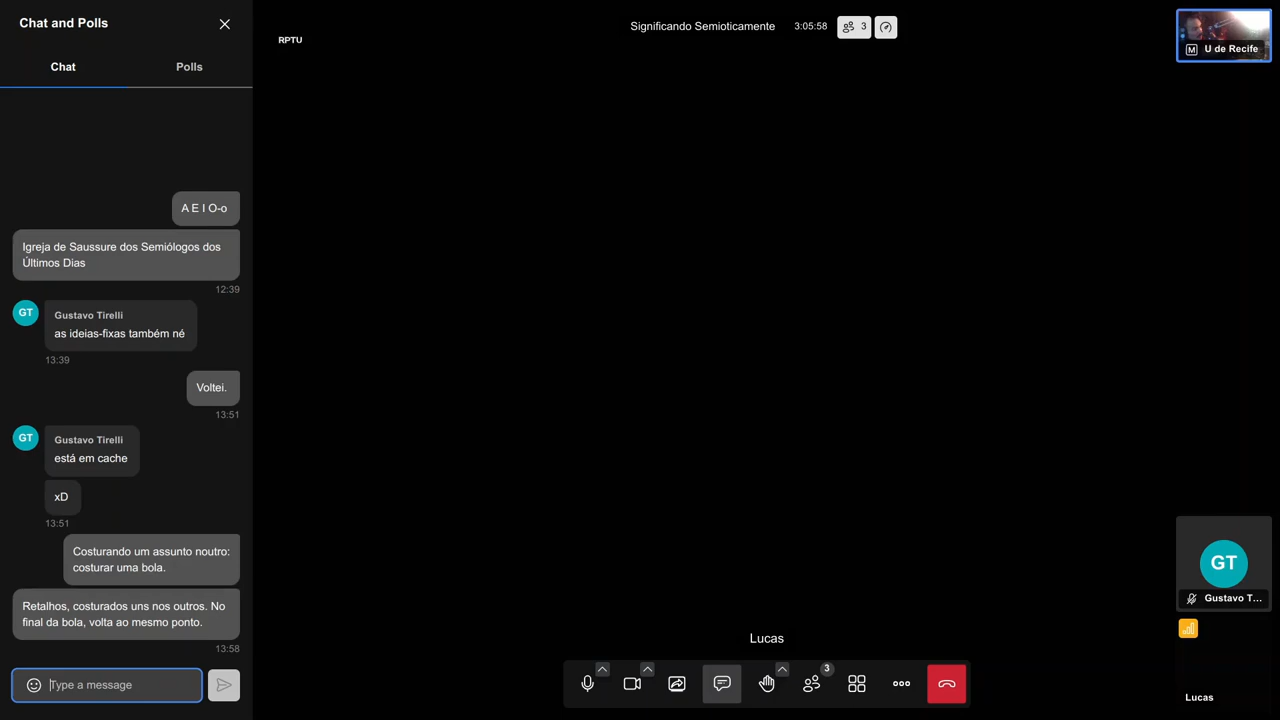 Chat and Polls
Chat
Polls
A E I O-o
Igreja de Saussure dos Semiólogos dos
Últimos Dias
12:39
GT
Gustavo Tirelli
as ideias-fixas também né
13:39
Voltei.
13:51
GT
Gustavo Tirelli
está em cache
xD
13:51
Costurando um assunto noutro:
costurar uma bola.
Retalhos, costurados uns nos outros. No
final da bola, volta ao mesmo ponto.
13:58
Type a message
RPTU
Significando Semioticamente
3:05:58
3
M
U de Recife
GT
Gustavo T...
Lucas
3
Lucas